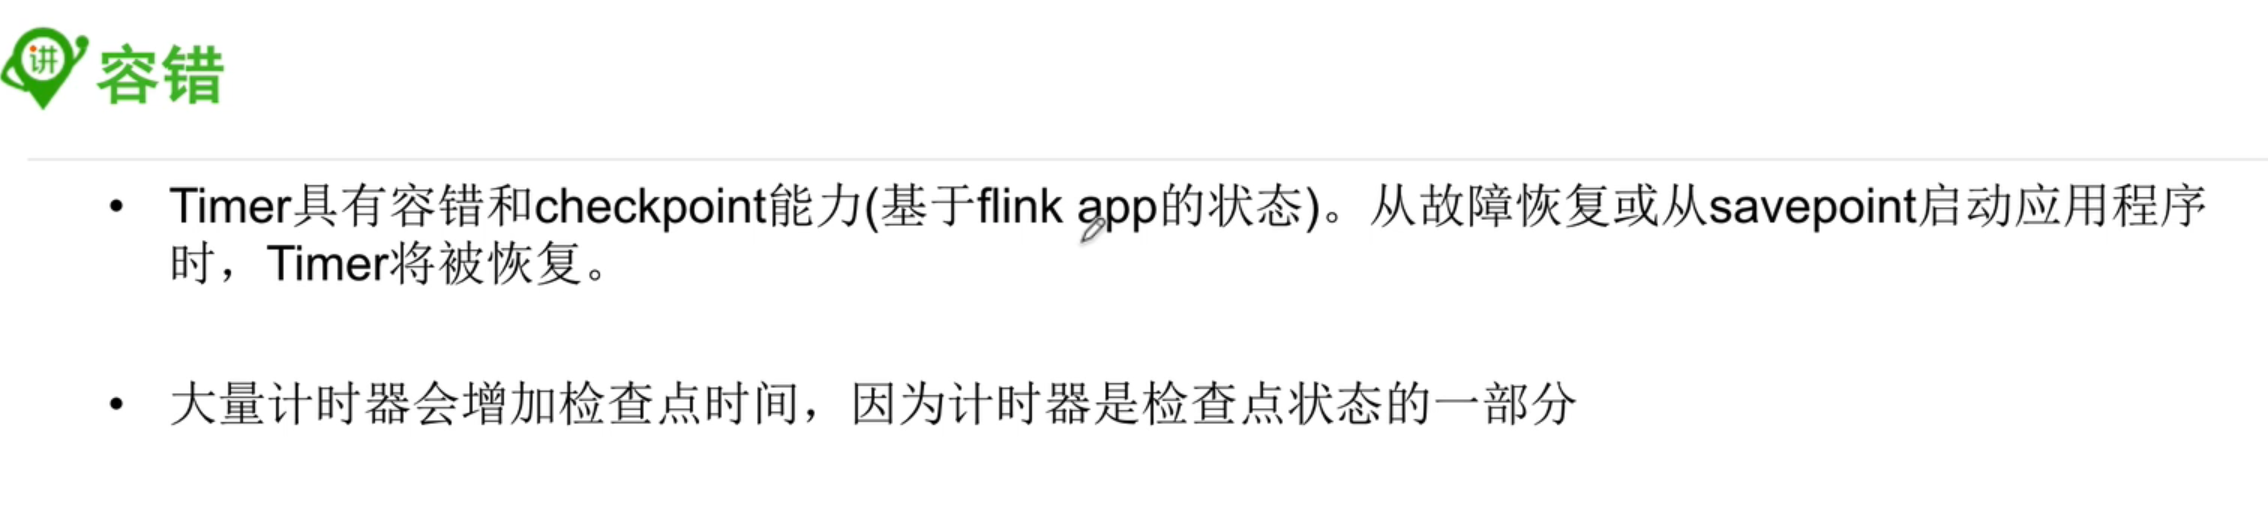 讲
容错
• Timer具有容错和checkpoint能力(基于flink app的状态)。从故障恢复或从savepoint启动应用程序
时，Timer将被恢复。
• 大量计时器会增加检查点时间，因为计时器是检查点状态的一部分